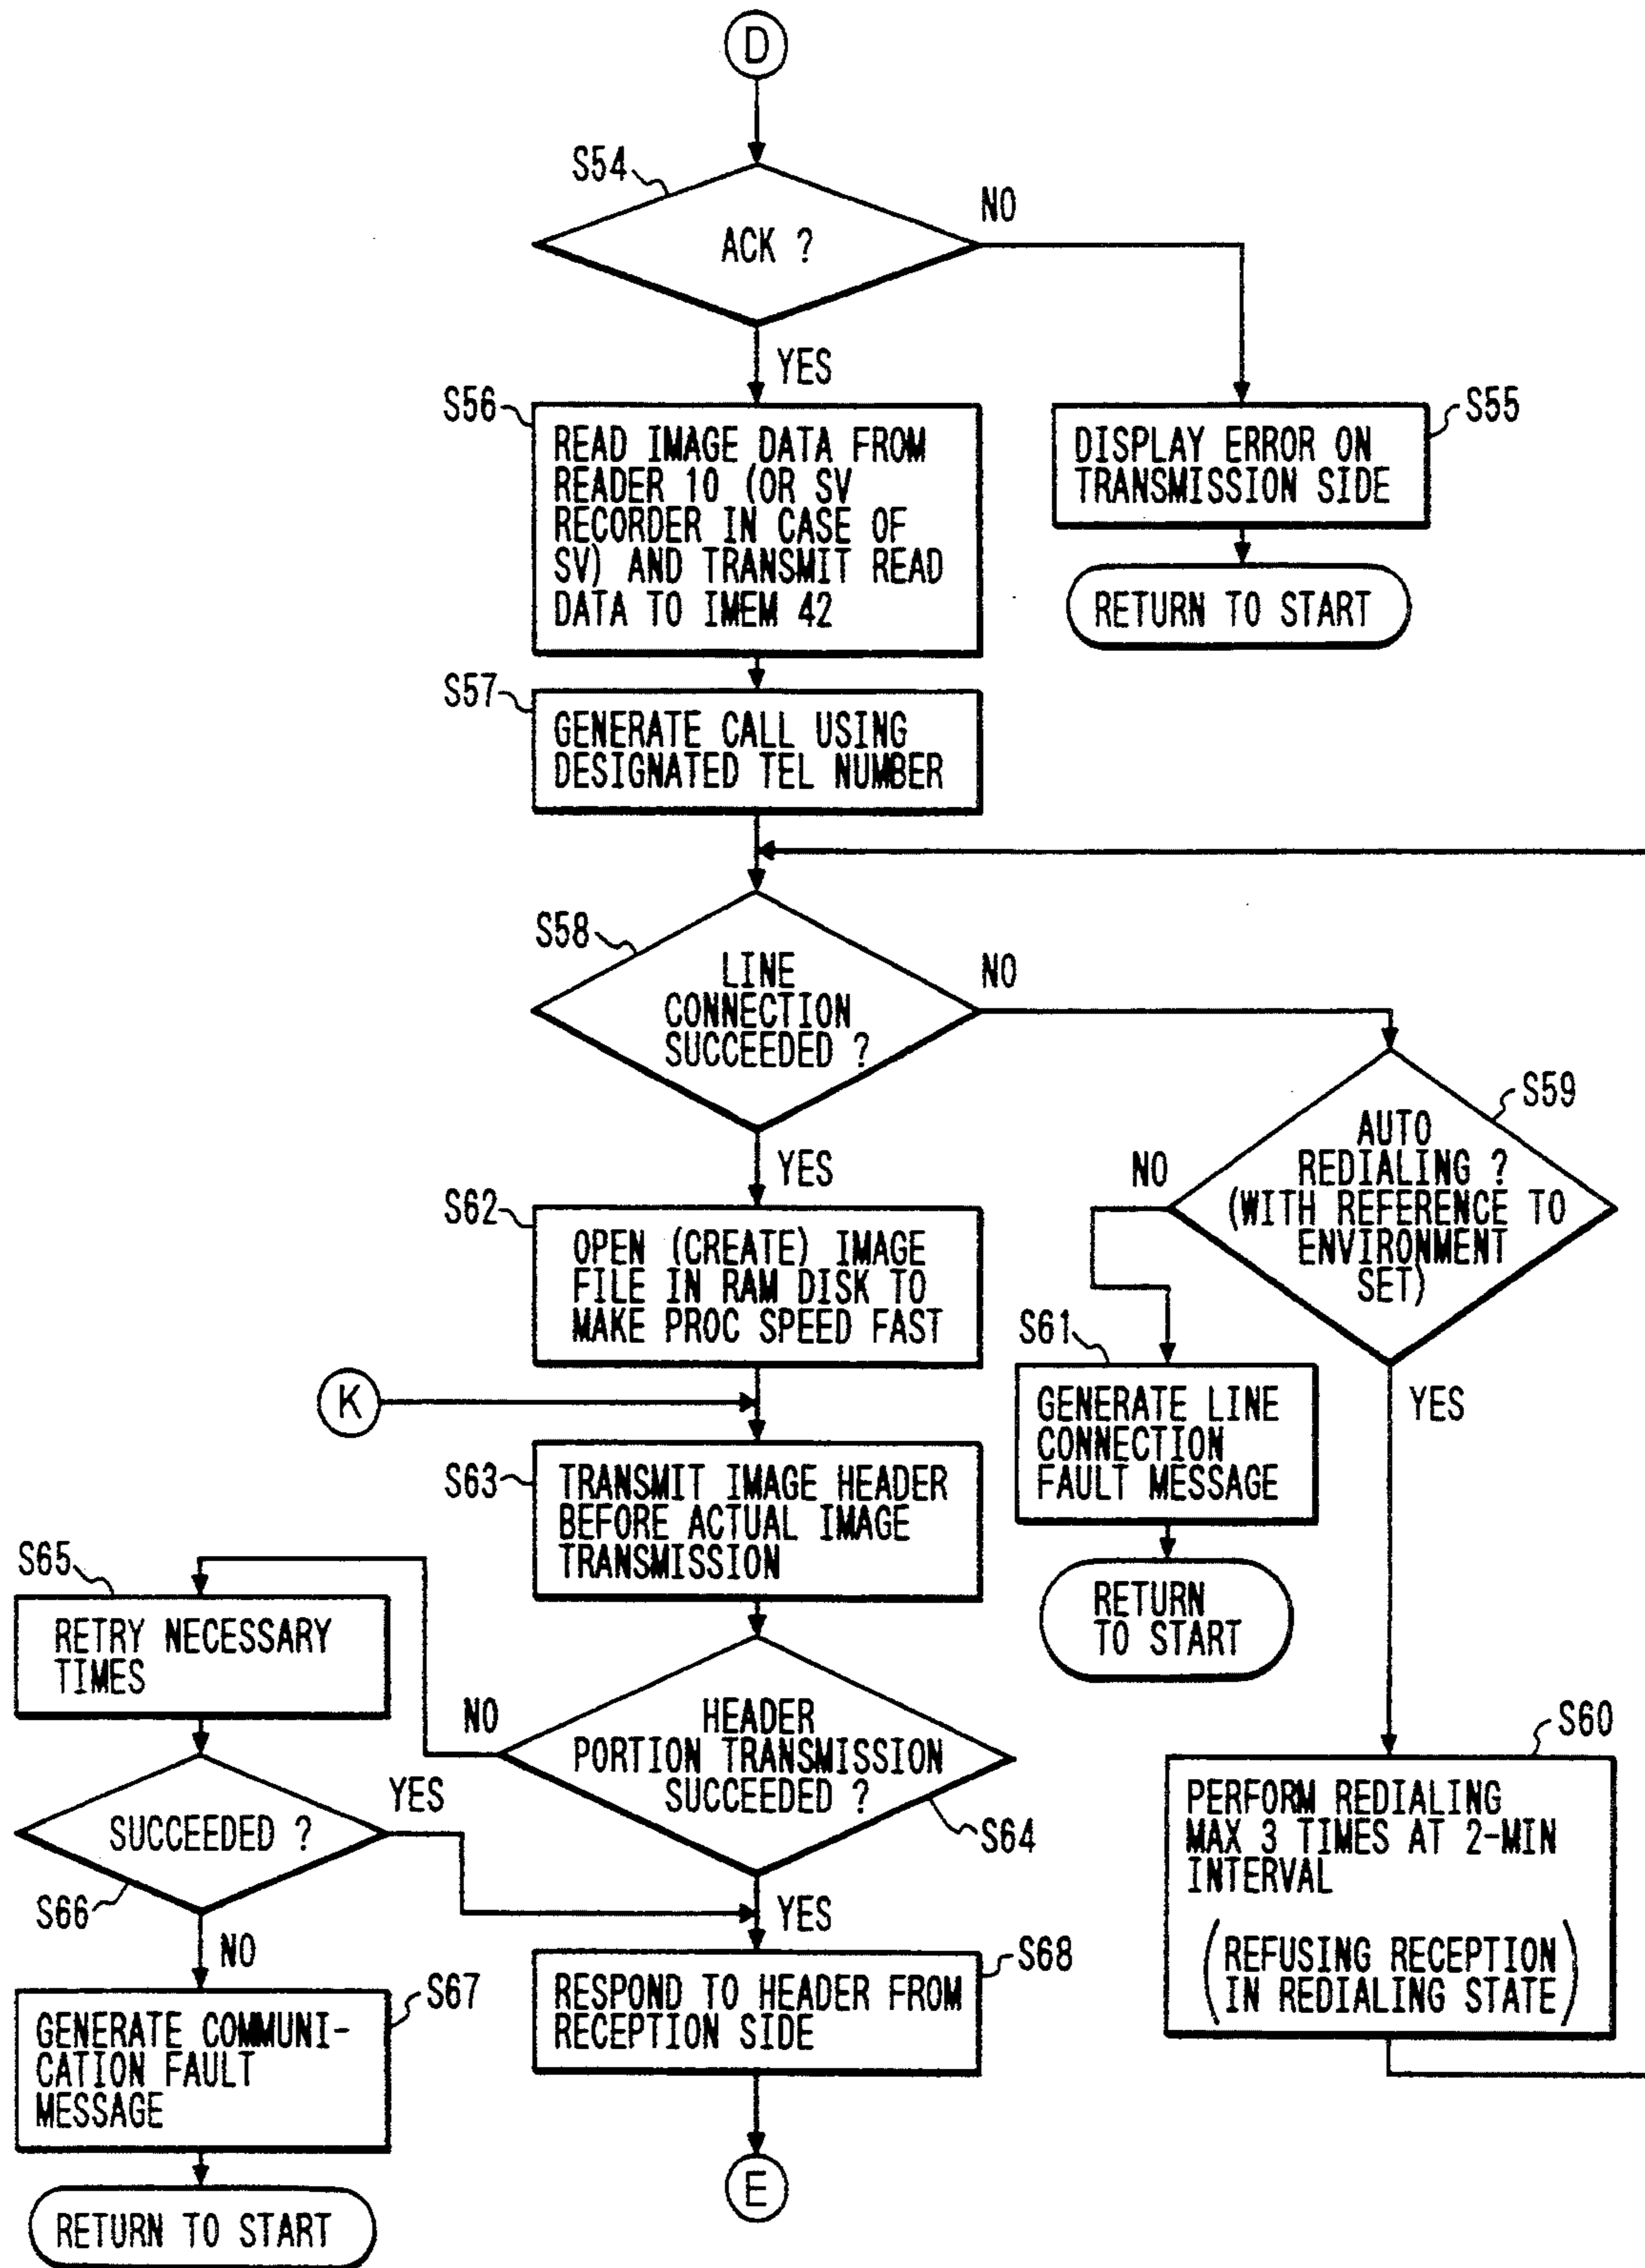 D
S54
ACK ?
NO
YES
S56
READ IMAGE DATA FROM
READER 10 (OR SV
RECORDER IN CASE OF
SV) AND TRANSMIT READ
DATA TO IMEM 42
S55
DISPLAY ERROR ON
TRANSMISSION SIDE
RETURN TO START
S57
GENERATE CALL USING
DESIGNATED TEL NUMBER
S58
LINE
CONNECTION
SUCCEEDED ?
NO
YES
S59
AUTO
REDIALING ?
(WITH REFERENCE TO
ENVIRONMENT
SET)
NO
YES
S62
OPEN (CREATE) IMAGE
FILE IN RAM DISK TO
MAKE PROC SPEED FAST
S61
GENERATE LINE
CONNECTION
FAULT MESSAGE
RETURN
TO START
K
S63
TRANSMIT IMAGE HEADER
BEFORE ACTUAL IMAGE
TRANSMISSION
S65
RETRY NECESSARY
TIMES
NO
HEADER
PORTION TRANSMISSION
SUCCEEDED ?
S64
YES
S60
PERFORM REDIALING
MAX 3 TIMES AT 2-MIN
INTERVAL
(REFUSING RECEPTION
IN REDIALING STATE)
SUCCEEDED ?
YES
S66
NO
S67
GENERATE COMMUNI-
CATION FAULT
MESSAGE
RETURN TO START
S68
RESPOND TO HEADER FROM
RECEPTION SIDE
E